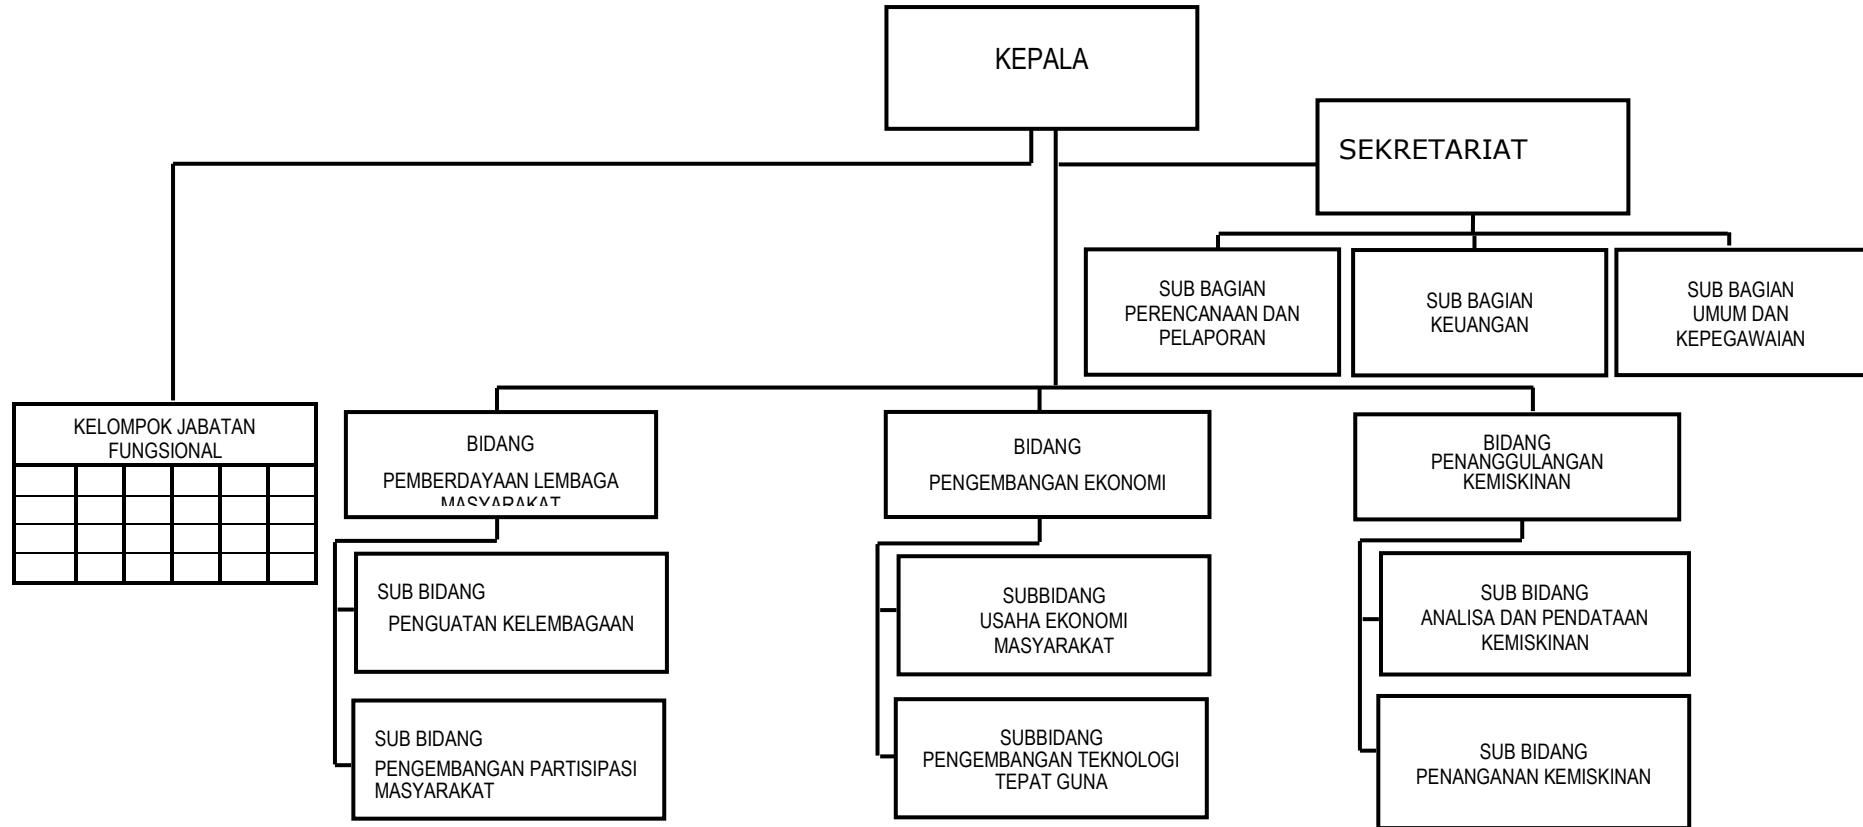 KEPALA
SEKRETARIAT
SUB BAGIAN
PERENCANAAN DAN
PELAPORAN
SUB BAGIAN
KEUANGAN
SUB BAGIAN
UMUM DAN
KEPEGAWAIAN
KELOMPOK JABATAN
FUNGSIONAL
BIDANG
PEMBERDAYAAN LEMBAGA
MASYARAKAT
BIDANG
PENGEMBANGAN EKONOMI
BIDANG
PENANGGULANGAN
KEMISKINAN
SUB BIDANG
PENGUATAN KELEMBAGAAN
SUBBIDANG
USAHA EKONOMI
MASYARAKAT
SUB BIDANG
ANALISA DAN PENDATAAN
KEMISKINAN
SUB BIDANG
PENGEMBANGAN PARTISIPASI
MASYARAKAT
SUBBIDANG
PENGEMBANGAN TEKNOLOGI
TEPAT GUNA
SUB BIDANG
PENANGANAN KEMISKINAN